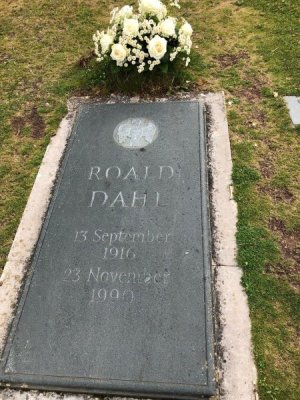 ROALD
DAHL
13 September
1916
23 November
1990